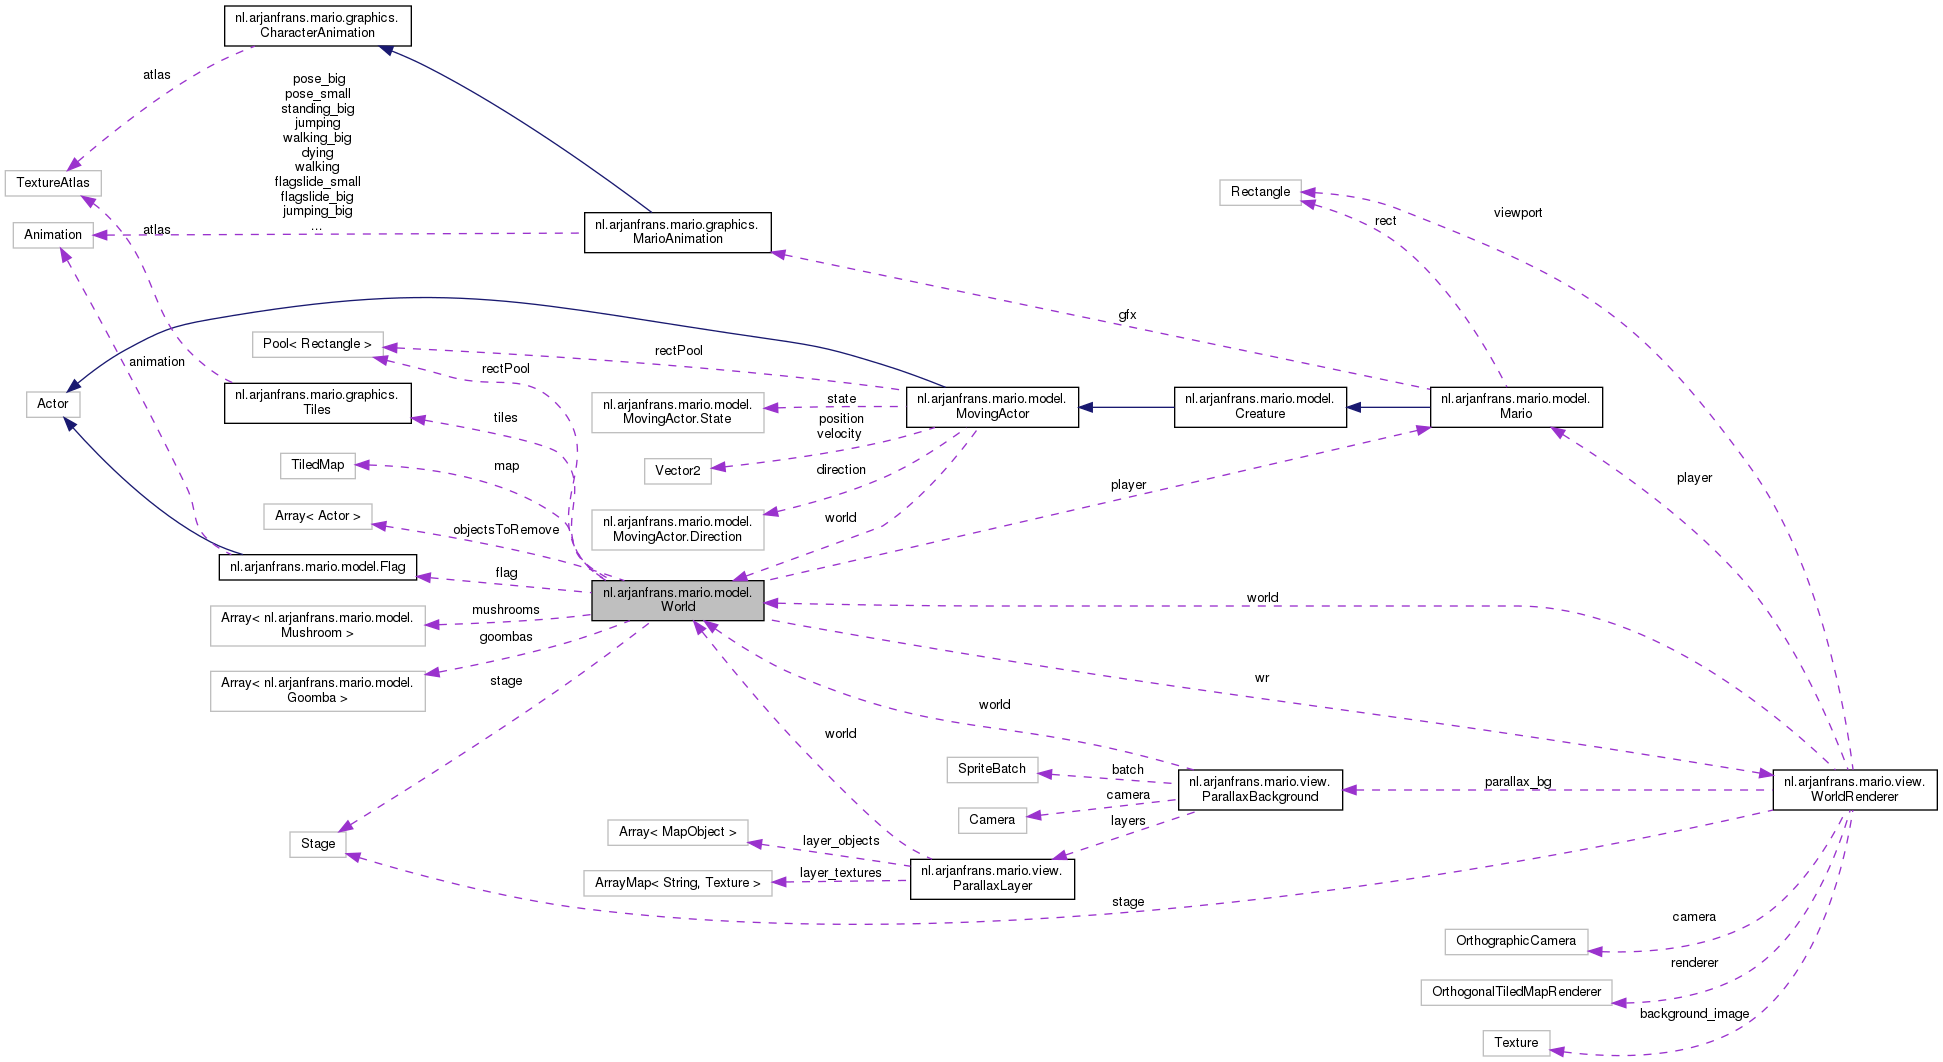 nl.arjanfrans.mario.graphics.
CharacterAnimation
atlas
pose_big
pose_small
standing_big
jumping
walking_big
dying
walking
flagslide_small
flagslide_big
jumping_big
...
TextureAtlas
Rectangle
viewport
rect
Animation
atlas
nl.arjanfrans.mario.graphics.
MarioAnimation
gfx
Pool< Rectangle >
rectPool
animation
rectPool
nl.arjanfrans.mario.graphics.
Tiles
tiles
Actor
nl.arjanfrans.mario.model.
MovingActor.State
state
nl.arjanfrans.mario.model.
MovingActor
nl.arjanfrans.mario.model.
Creature
nl.arjanfrans.mario.model.
Mario
position
velocity
TiledMap
map
Vector2
direction
player
player
Array< Actor >
objectsToRemove
nl.arjanfrans.mario.model.
MovingActor.Direction
world
nl.arjanfrans.mario.model.Flag
flag
nl.arjanfrans.mario.model.
World
world
Array< nl.arjanfrans.mario.model.
Mushroom >
mushrooms
goombas
Array< nl.arjanfrans.mario.model.
Goomba >
stage
wr
world
world
SpriteBatch
batch
nl.arjanfrans.mario.view.
ParallaxBackground
parallax_bg
nl.arjanfrans.mario.view.
WorldRenderer
camera
Camera
layers
Stage
Array< MapObject >
layer_objects
ArrayMap< String, Texture >
layer_textures
nl.arjanfrans.mario.view.
ParallaxLayer
stage
camera
OrthographicCamera
renderer
OrthogonalTiledMapRenderer
background_image
Texture